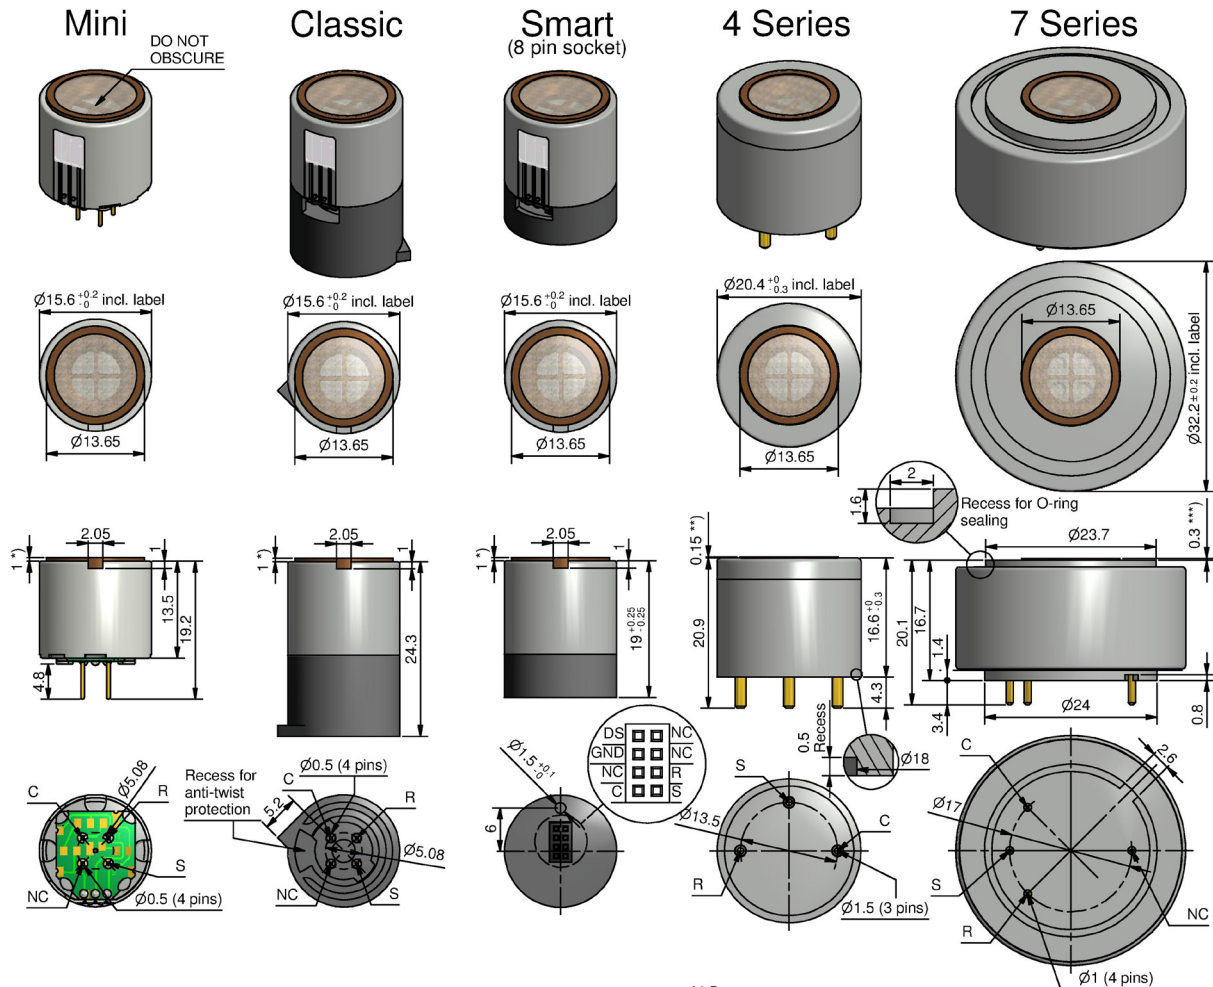 Mini
Classic
Smart
(8 pin socket)
4 Series
7 Series
DO NOT
OBSCURE
Ø15.6 +0.2 -0 incl. label
Ø15.6 +0.2 -0 incl. label
Ø15.6 +0.2 -0 incl. label
Ø20.4 +0 -0.3 incl. label
Ø13.65
Ø32.2 ±0.2 incl. label
Ø13.65
Ø13.65
Ø13.65
Ø13.65
2
1.6
Recess for O-ring
sealing
1 *)
2.05
1
13.5
19.2
4.8
1 *)
2.05
1
24.3
1 *)
2.05
1
19 +0.25 -0.25
0.15 **)
20.9
16.6 +0 -0.3
4.3
0.5
Recess
Ø18
Ø23.7
0.3 ***)
20.1
16.7
1.4
3.4
Ø24
0.8
C
Ø5.08
R
S
NC
Ø0.5 (4 pins)
Recess for
anti-twist
protection
5.2
C
Ø0.5 (4 pins)
R
Ø5.08
NC
S
Ø1.5 +0.1 -0
6
DS
NC
GND
NC
NC
R
C
S
S
Ø13.5
C
R
Ø1.5 (3 pins)
C
2.6
Ø17
S
R
NC
Ø1 (4 pins)